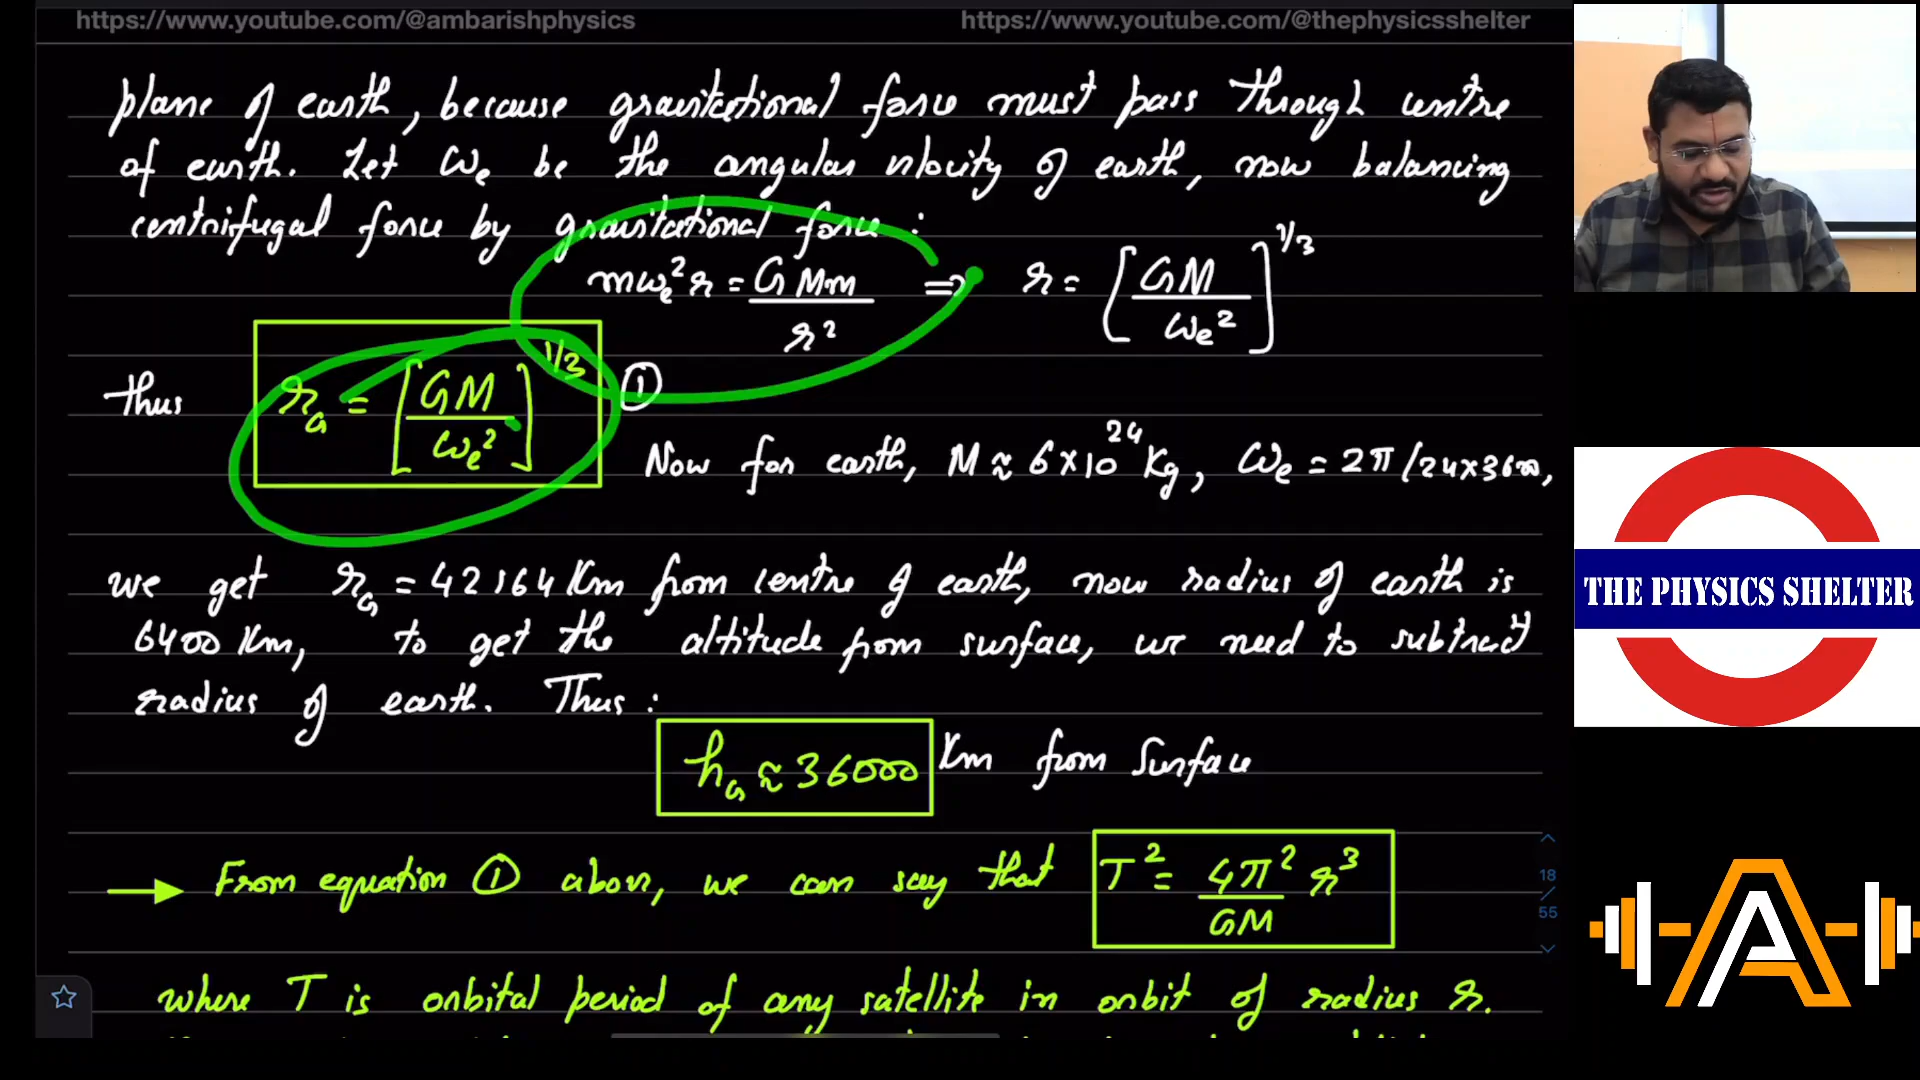 https://www.youtube.com/@ambarishphysics https://www.youtube.com/@thephysicsshelter
plane of earth, because gravitational force must pass through centre
of earth. Let ωe be the angular velocity of earth, now balancing
centrifugal force by gravitational force :
mωe²r = GMm/r² ⇒ r = [GM/ωe²]^1/3
thus rG = [GM/ωe²]^1/3 ①
Now for earth, M ≈ 6×10^24 Kg, ωe = 2π/24×3600,
we get rG = 42164 Km from centre of earth, now radius of earth is
6400 Km, to get the altitude from surface, we need to subtract
radius of earth. Thus :
hG ≈ 36000 Km from Surface
→ From equation ① above, we can say that T² = 4π²/GM r³
where T is orbital period of any satellite in orbit of radius r.
18
/
55
THE PHYSICS SHELTER
A